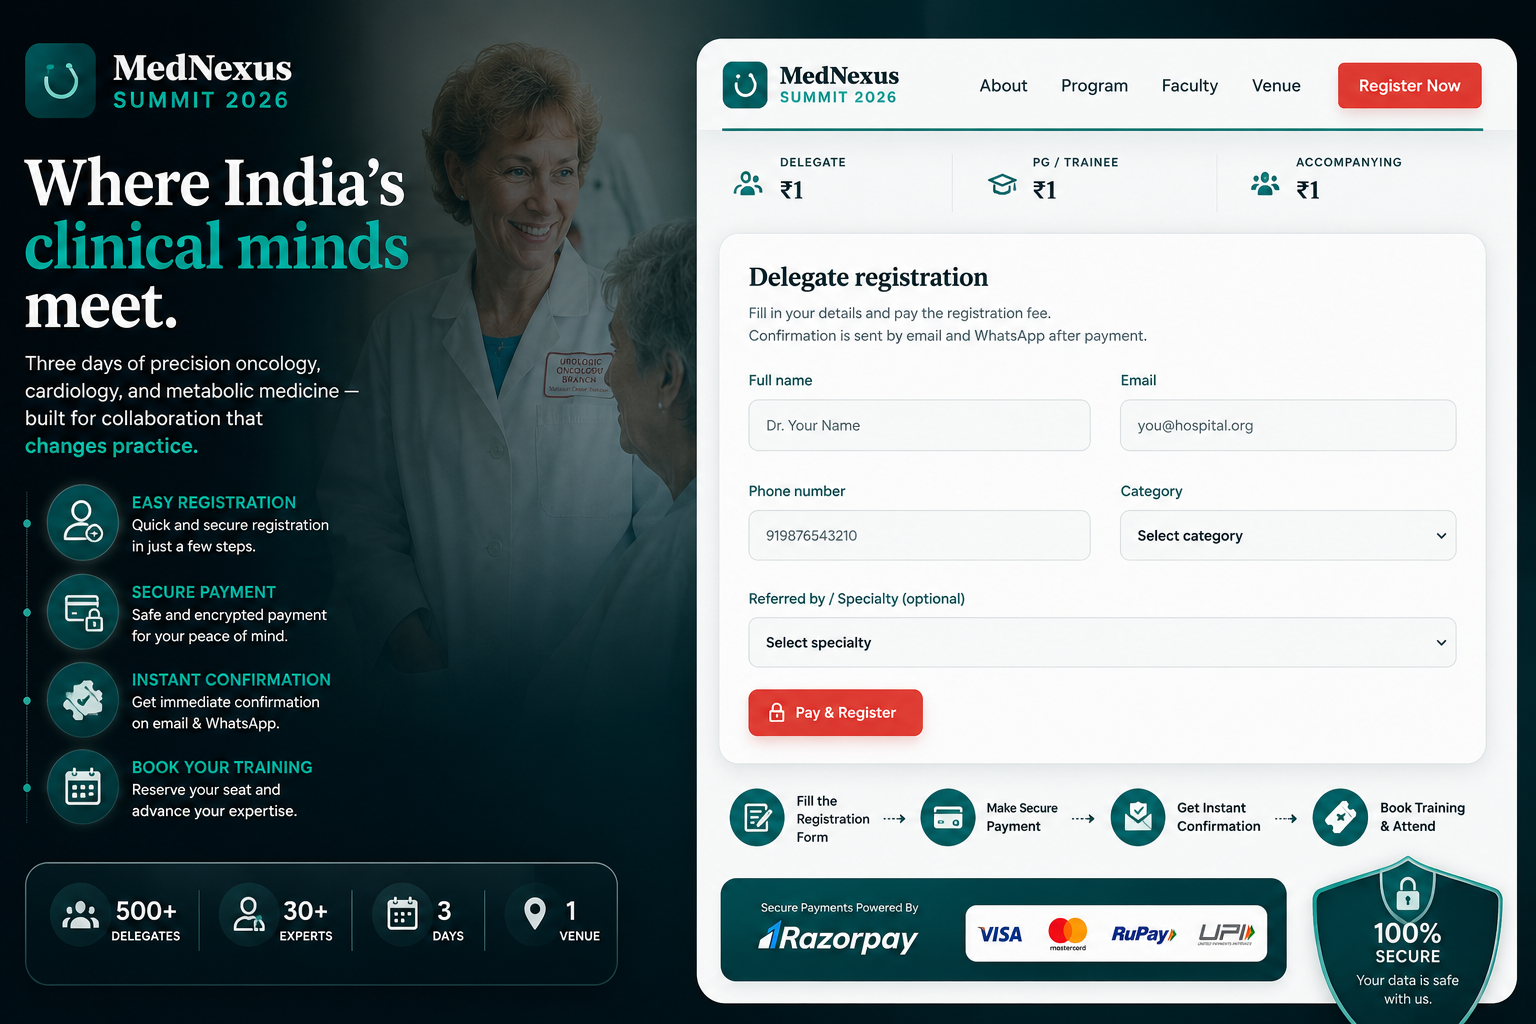 MedNexus
SUMMIT 2026
Where India's
clinical minds
meet.
Three days of precision oncology,
cardiology, and metabolic medicine —
built for collaboration that
changes practice.
EASY REGISTRATION
Quick and secure registration
in just a few steps.
SECURE PAYMENT
Safe and encrypted payment
for your peace of mind.
INSTANT CONFIRMATION
Get immediate confirmation
on email & WhatsApp.
BOOK YOUR TRAINING
Reserve your seat and
advance your expertise.
500+
DELEGATES
30+
EXPERTS
3
DAYS
1
VENUE
UROLOGIC
ONCOLOGY
BRANCH
MedNexus
SUMMIT 2026
About
Program
Faculty
Venue
Register Now
DELEGATE
₹1
PG / TRAINEE
₹1
ACCOMPANYING
₹1
Delegate registration
Fill in your details and pay the registration fee.
Confirmation is sent by email and WhatsApp after payment.
Full name
Dr. Your Name
Email
you@hospital.org
Phone number
919876543210
Category
Select category
Referred by / Specialty (optional)
Select specialty
Pay & Register
Fill the
Registration
Form
Make Secure
Payment
Get Instant
Confirmation
Book Training
& Attend
Secure Payments Powered By
Razorpay
VISA
mastercard
RuPay
UPI
100%
SECURE
Your data is safe
with us.